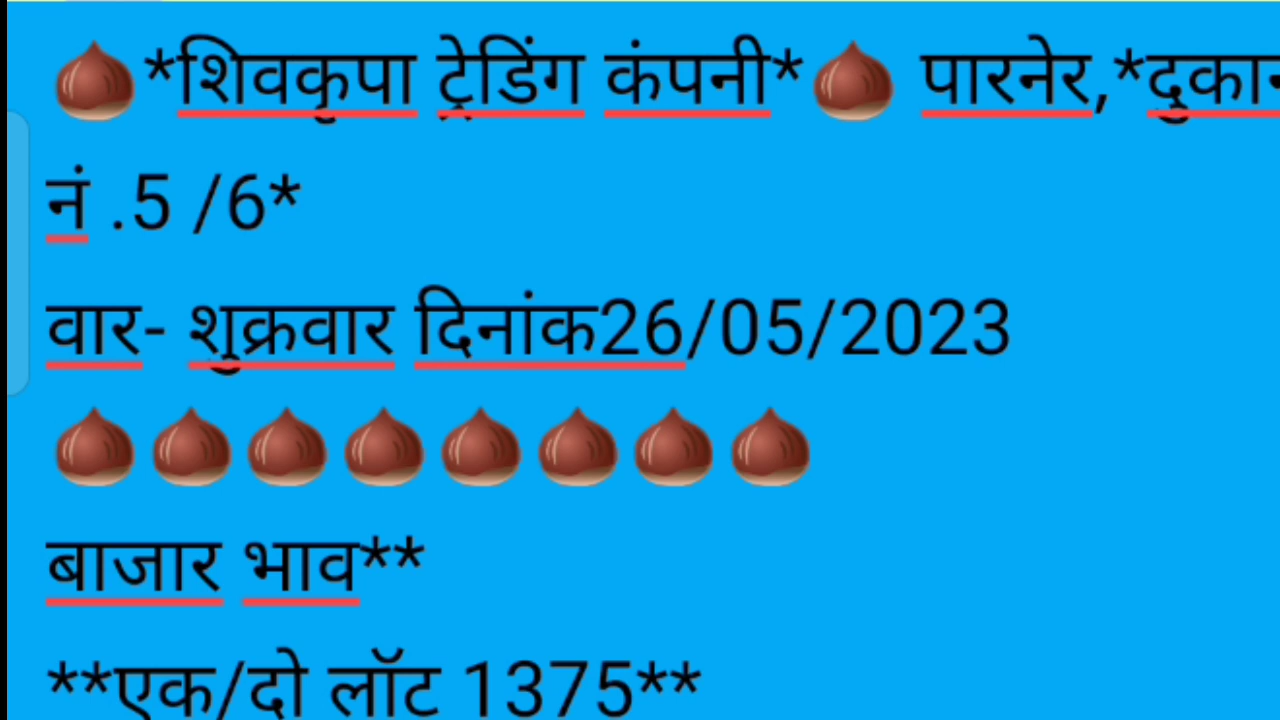 🌰*शिवकृपा ट्रेडिंग कंपनी*🌰 पारनेर,*दुकान
नं .5 /6*
वार- शुक्रवार दिनांक26/05/2023
🌰🌰🌰🌰🌰🌰🌰🌰
बाजार भाव**
**एक/दो लॉट 1375**